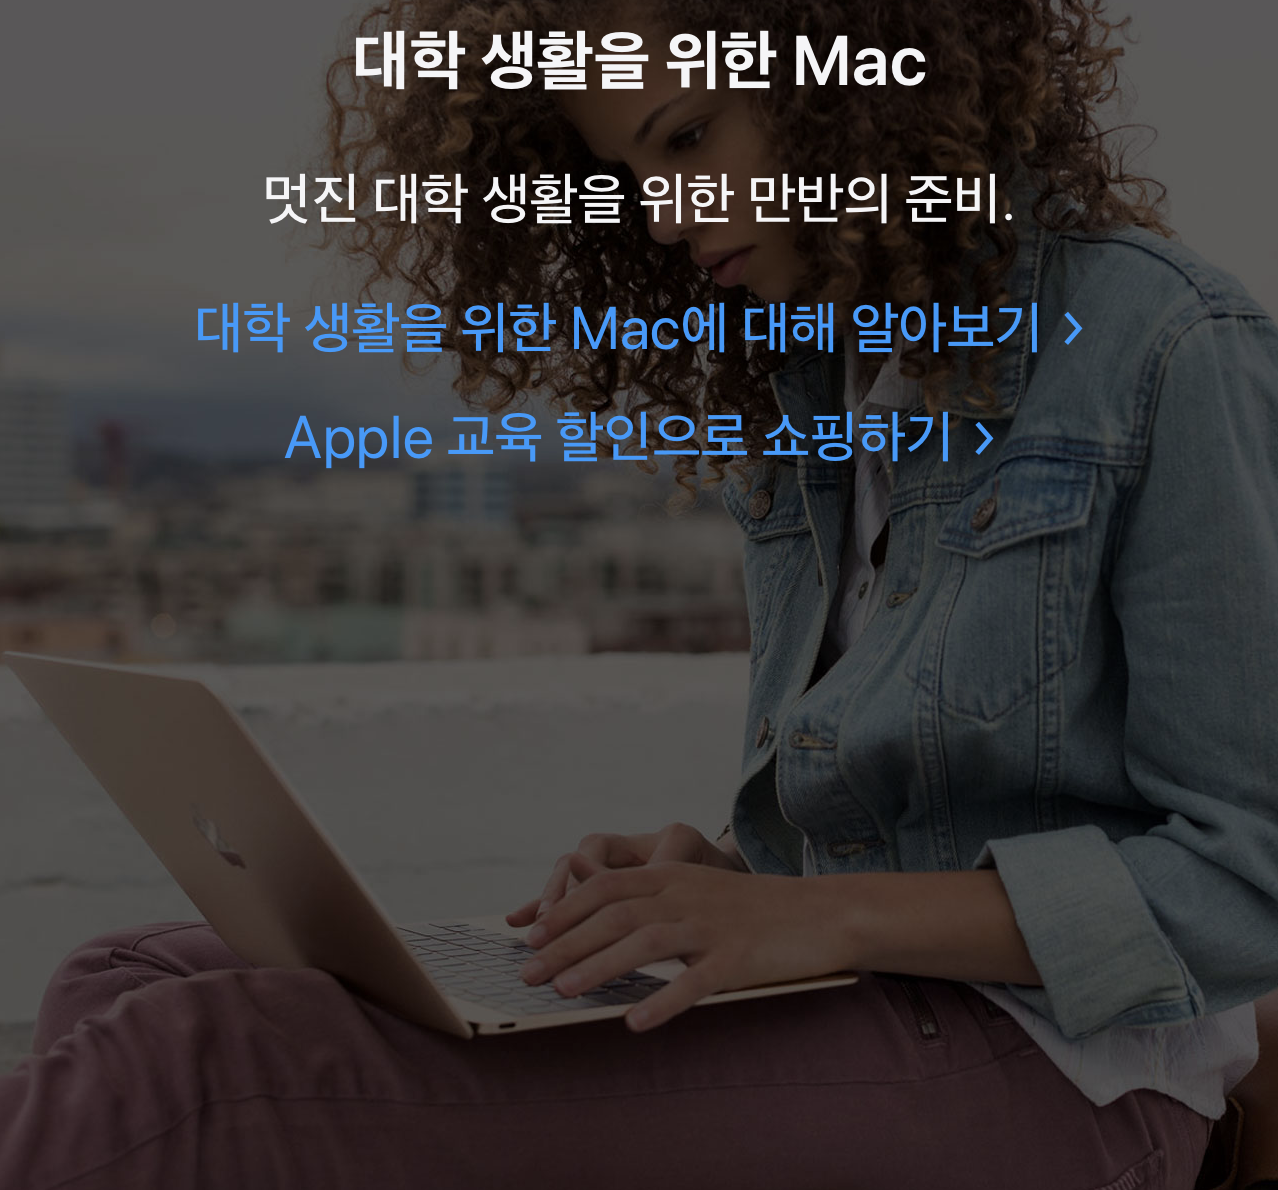 대학 생활을 위한 Mac
멋진 대학 생활을 위한 만반의 준비.
대학 생활을 위한 Mac에 대해 알아보기 >
Apple 교육 할인으로 쇼핑하기 >